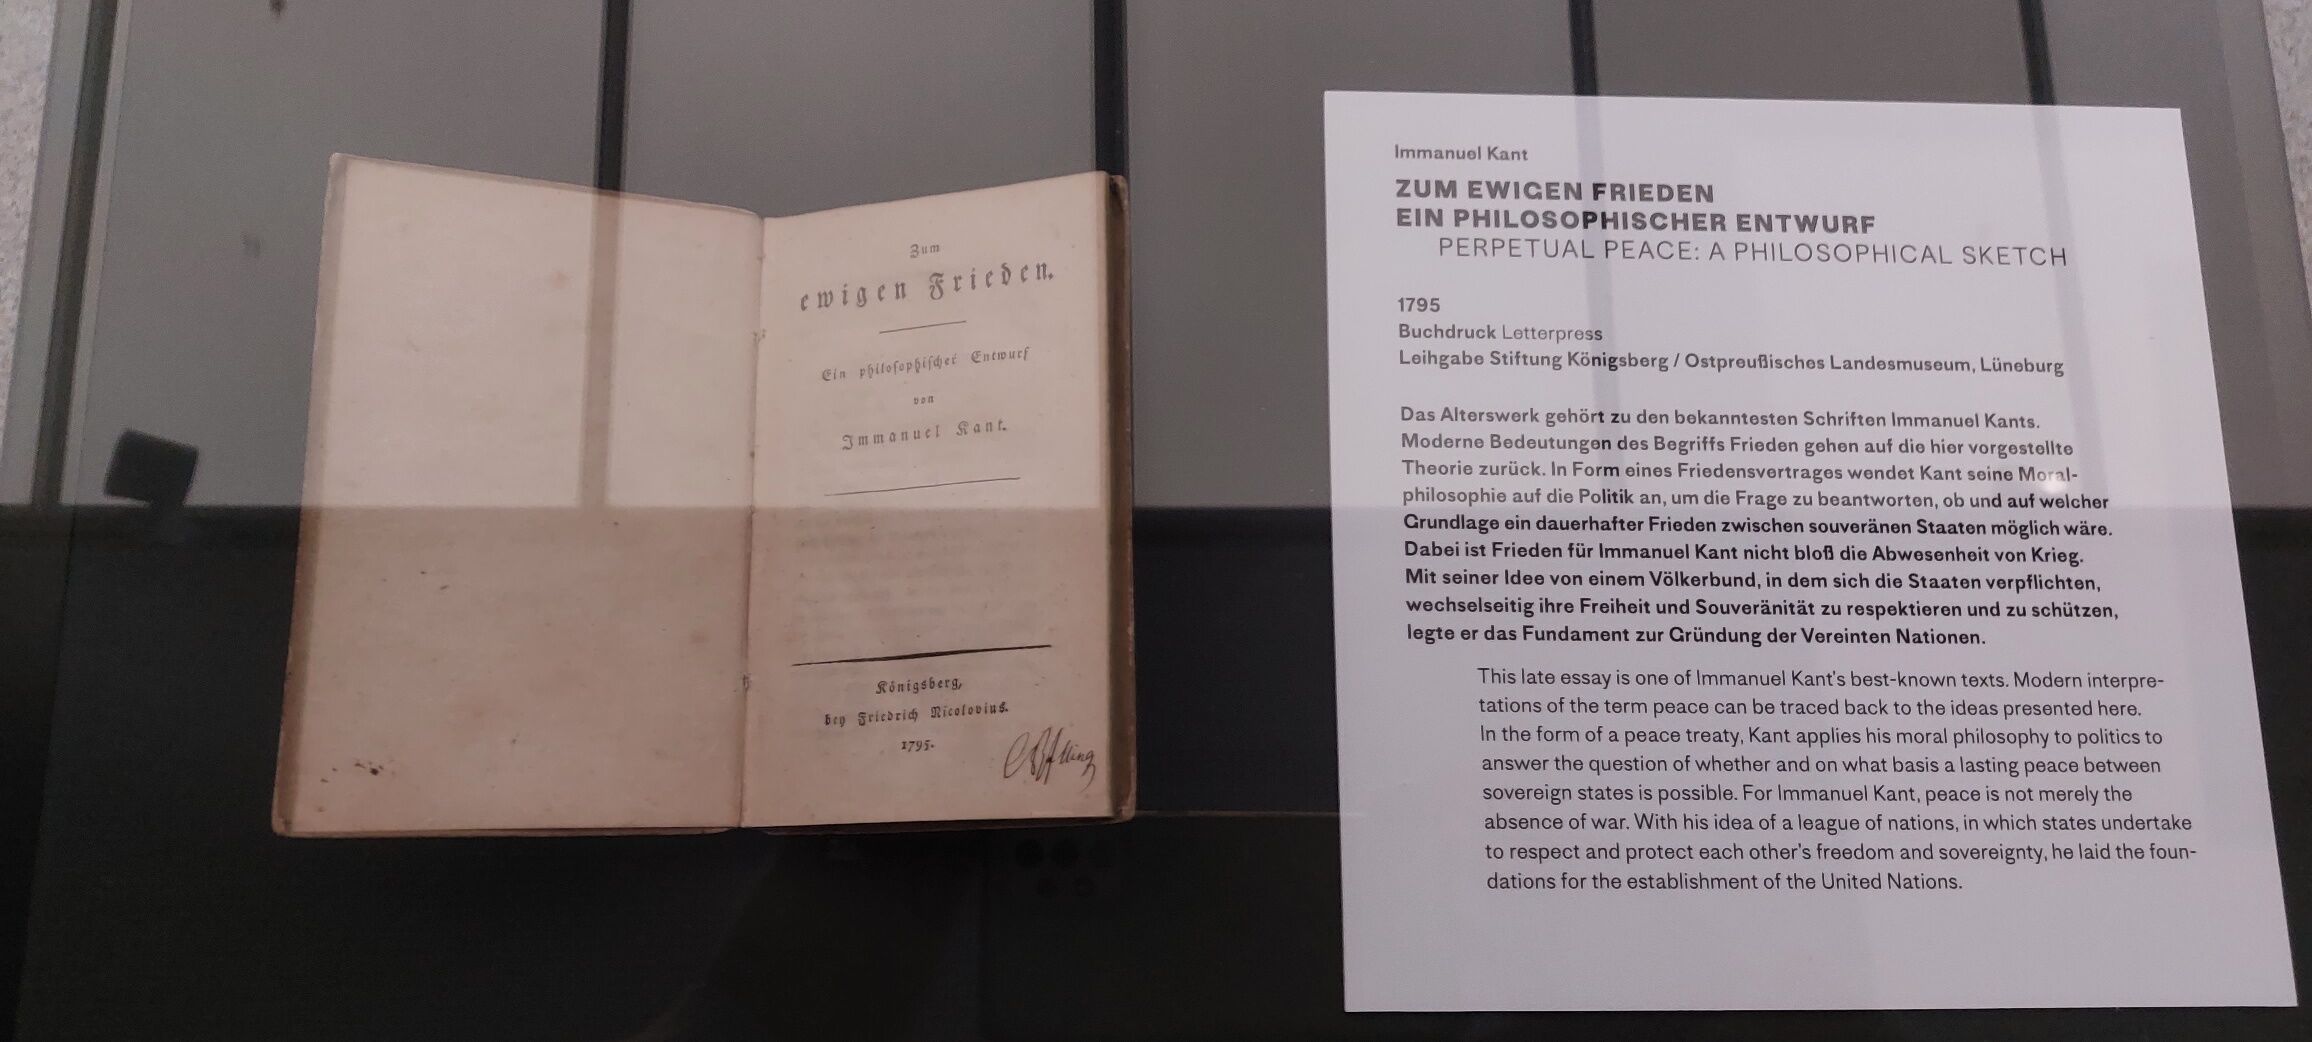 Zum
ewigen Frieden.
Ein philosophischer Entwurf
von
Immanuel Kant.
Königsberg,
bey Friedrich Nicolovius.
1795.
Immanuel Kant
ZUM EWIGEN FRIEDEN
EIN PHILOSOPHISCHER ENTWURF
PERPETUAL PEACE: A PHILOSOPHICAL SKETCH
1795
Buchdruck Letterpress
Leihgabe Stiftung Königsberg / Ostpreußisches Landesmuseum, Lüneburg
Das Alterswerk gehört zu den bekanntesten Schriften Immanuel Kants.
Moderne Bedeutungen des Begriffs Frieden gehen auf die hier vorgestellte
Theorie zurück. In Form eines Friedensvertrages wendet Kant seine Moral-
philosophie auf die Politik an, um die Frage zu beantworten, ob und auf welcher
Grundlage ein dauerhafter Frieden zwischen souveränen Staaten möglich wäre.
Dabei ist Frieden für Immanuel Kant nicht bloß die Abwesenheit von Krieg.
Mit seiner Idee von einem Völkerbund, in dem sich die Staaten verpflichten,
wechselseitig ihre Freiheit und Souveränität zu respektieren und zu schützen,
legte er das Fundament zur Gründung der Vereinten Nationen.
This late essay is one of Immanuel Kant's best-known texts. Modern interpre-
tations of the term peace can be traced back to the ideas presented here.
In the form of a peace treaty, Kant applies his moral philosophy to politics to
answer the question of whether and on what basis a lasting peace between
sovereign states is possible. For Immanuel Kant, peace is not merely the
absence of war. With his idea of a league of nations, in which states undertake
to respect and protect each other's freedom and sovereignty, he laid the foun-
dations for the establishment of the United Nations.